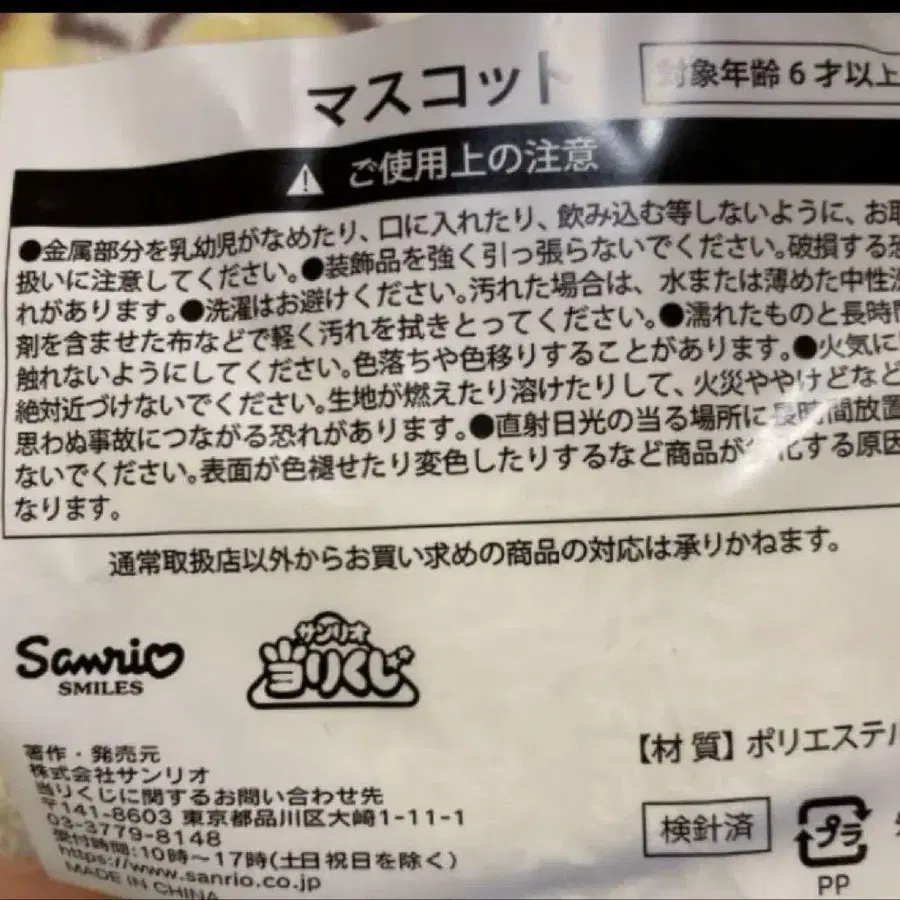 マスコット
対象年齢6才以上
ご使用上の注意
●金属部分を乳幼児がなめたり、口に入れたり、飲み込む等しないように、お取
扱いに注意してください。●装飾品を強く引っ張らないでください。破損する恐
れがあります。●洗濯はお避けください。汚れた場合は、水または薄めた中性洗
剤を含ませた布などで軽く汚れを拭きとってください。●濡れたものと長時間
触れないようにしてください。色落ちや色移りすることがあります。●火気に
絶対近づけないでください。生地が燃えたり溶けたりして、火災ややけどなど
思わぬ事故につながる恐れがあります。●直射日光の当る場所に長時間放置
ないでください。表面が色褪せたり変色したりするなど商品が劣化する原因
なります。
通常取扱店以外からお買い求めの商品の対応は承りかねます。
Sanrio
SMILES
サンリオ
当りくじ
著作・発売元
株式会社サンリオ
当りくじに関するお問い合わせ先
〒141-8603 東京都品川区大崎1-11-1
03-3779-8148
受付時間:10時～17時(土日祝日を除く)
https://www.sanrio.co.jp
MADE IN CHINA
【材質】ポリエステル
検針済
プラ
PP